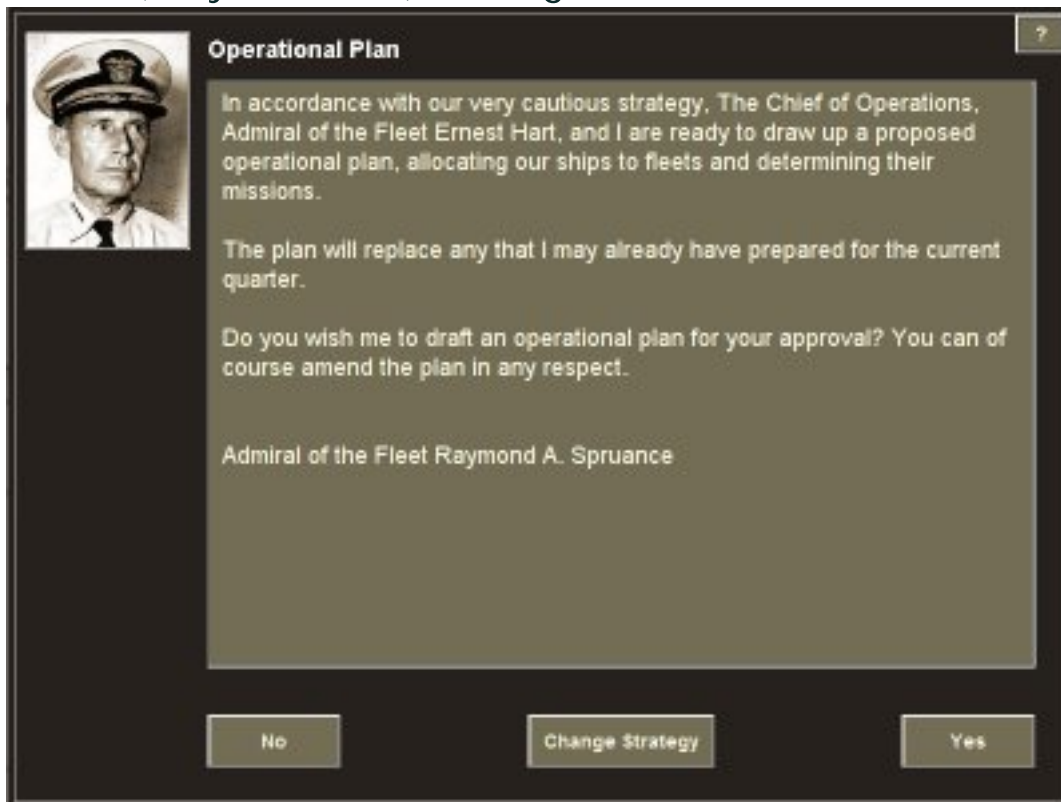 ?
Operational Plan
In accordance with our very cautious strategy, The Chief of Operations,
Admiral of the Fleet Ernest Hart, and I are ready to draw up a proposed
operational plan, allocating our ships to fleets and determining their
missions.
The plan will replace any that I may already have prepared for the current
quarter.
Do you wish me to draft an operational plan for your approval? You can of
course amend the plan in any respect.
Admiral of the Fleet Raymond A. Spruance
No
Change Strategy
Yes